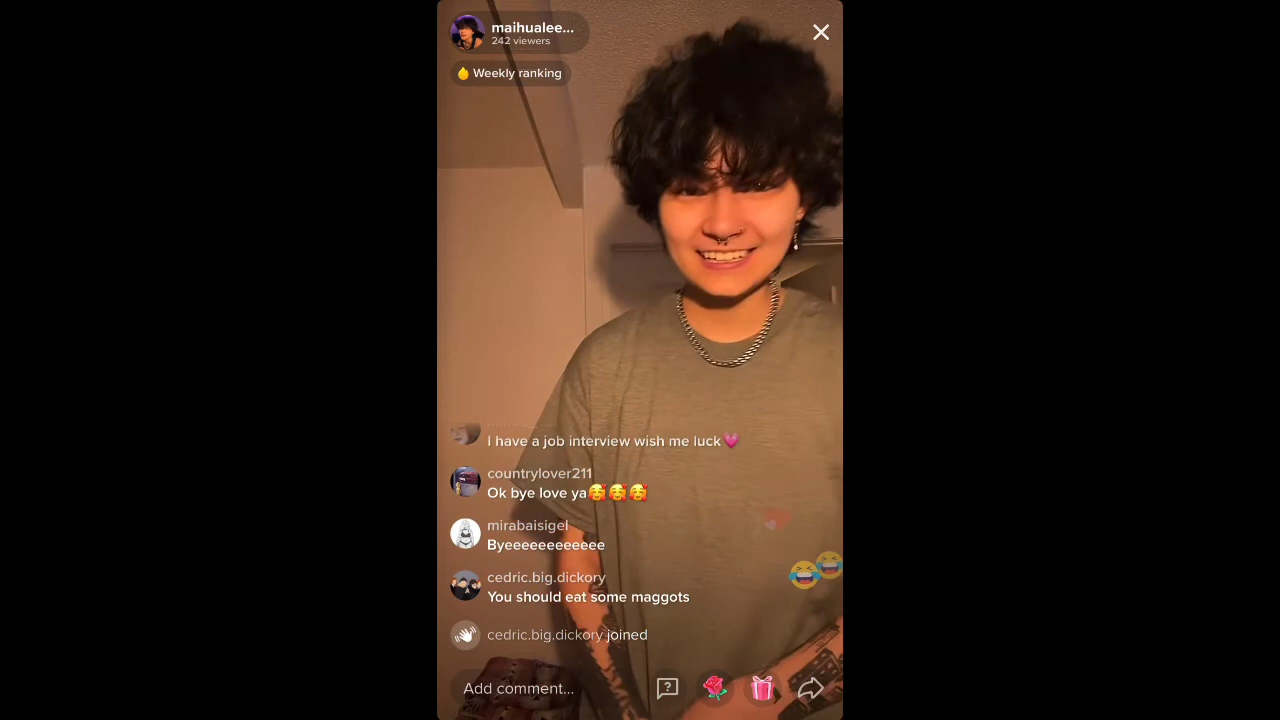 maihualee...
242 viewers
Weekly ranking
I have a job interview wish me luck💗
countrylover211
Ok bye love ya🥰🥰🥰
mirabaisigel
Byeeeeeeeeeeee
cedric.big.dickory
You should eat some maggots
cedric.big.dickory joined
Add comment...